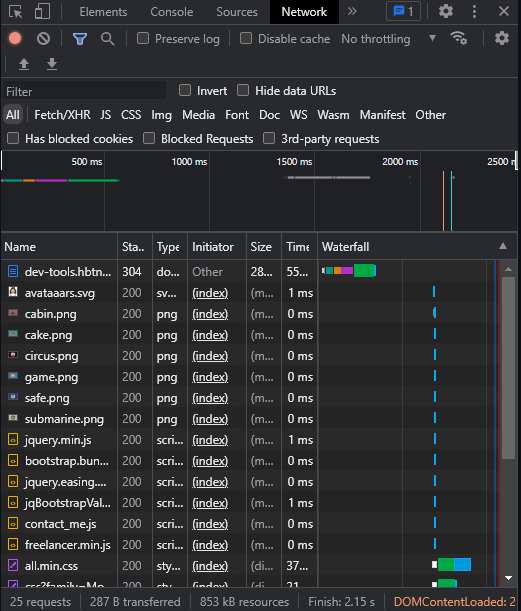 Elements Console Sources Network » 1
Preserve log Disable cache No throttling
Filter Invert Hide data URLs
All Fetch/XHR JS CSS Img Media Font Doc WS Wasm Manifest Other
Has blocked cookies Blocked Requests 3rd-party requests
500 ms 1000 ms 1500 ms 2000 ms 2500 m
Name Sta.. Type Initiator Size Time Waterfall
dev-tools.hbtn... 304 do... Other 28... 55...
avataaars.svg 200 sv... (index) (m... 1 ms
cabin.png 200 png (index) (m... 0 ms
cake.png 200 png (index) (m... 0 ms
circus.png 200 png (index) (m... 0 ms
game.png 200 png (index) (m... 0 ms
safe.png 200 png (index) (m... 0 ms
submarine.png 200 png (index) (m... 0 ms
jquery.min.js 200 scri... (index) (m... 1 ms
bootstrap.bun... 200 scri... (index) (m... 0 ms
jquery.easing.... 200 scri... (index) (m... 0 ms
jqBootstrapVal... 200 scri... (index) (m... 1 ms
contact_me.js 200 scri... (index) (m... 0 ms
freelancer.min.js 200 scri... (index) (m... 0 ms
all.min.css 200 sty... (index) (di... 37...
css?family=Mo... 200 sty... (index) (di... 21...
25 requests 287 B transferred 853 kB resources Finish: 2.15 s DOMContentLoaded: 2